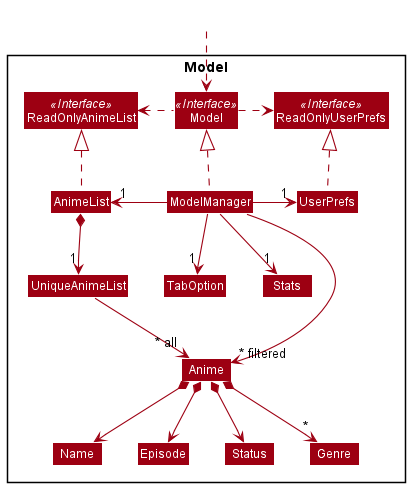 Model
«Interface»
ReadOnlyAnimeList
«Interface»
Model
«Interface»
ReadOnlyUserPrefs
AnimeList
1
ModelManager
1
UserPrefs
1
1
1
UniqueAnimeList
TabOption
Stats
* all
* filtered
Anime
*
Name
Episode
Status
Genre